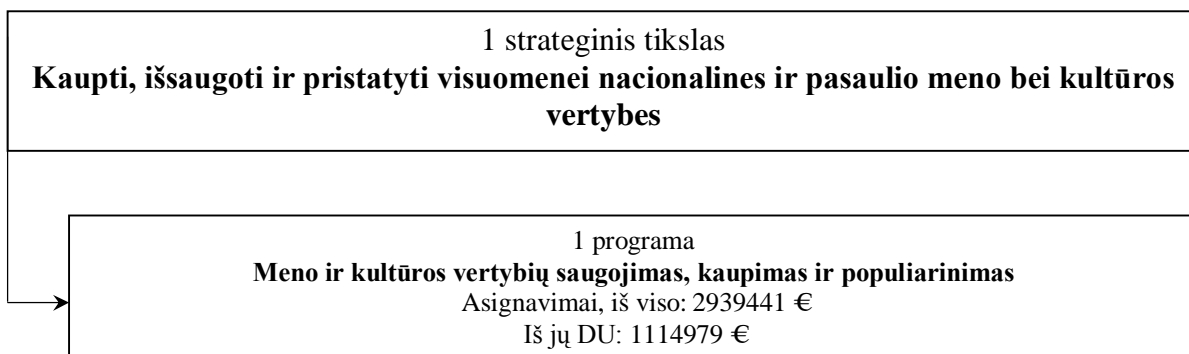 1 strateginis tikslas
Kaupti, išsaugoti ir pristatyti visuomenei nacionalines ir pasaulio meno bei kultūros
vertybes
1 programa
Meno ir kultūros vertybių saugojimas, kaupimas ir populiarinimas
Asignavimai, iš viso: 2939441 €
Iš jų DU: 1114979 €